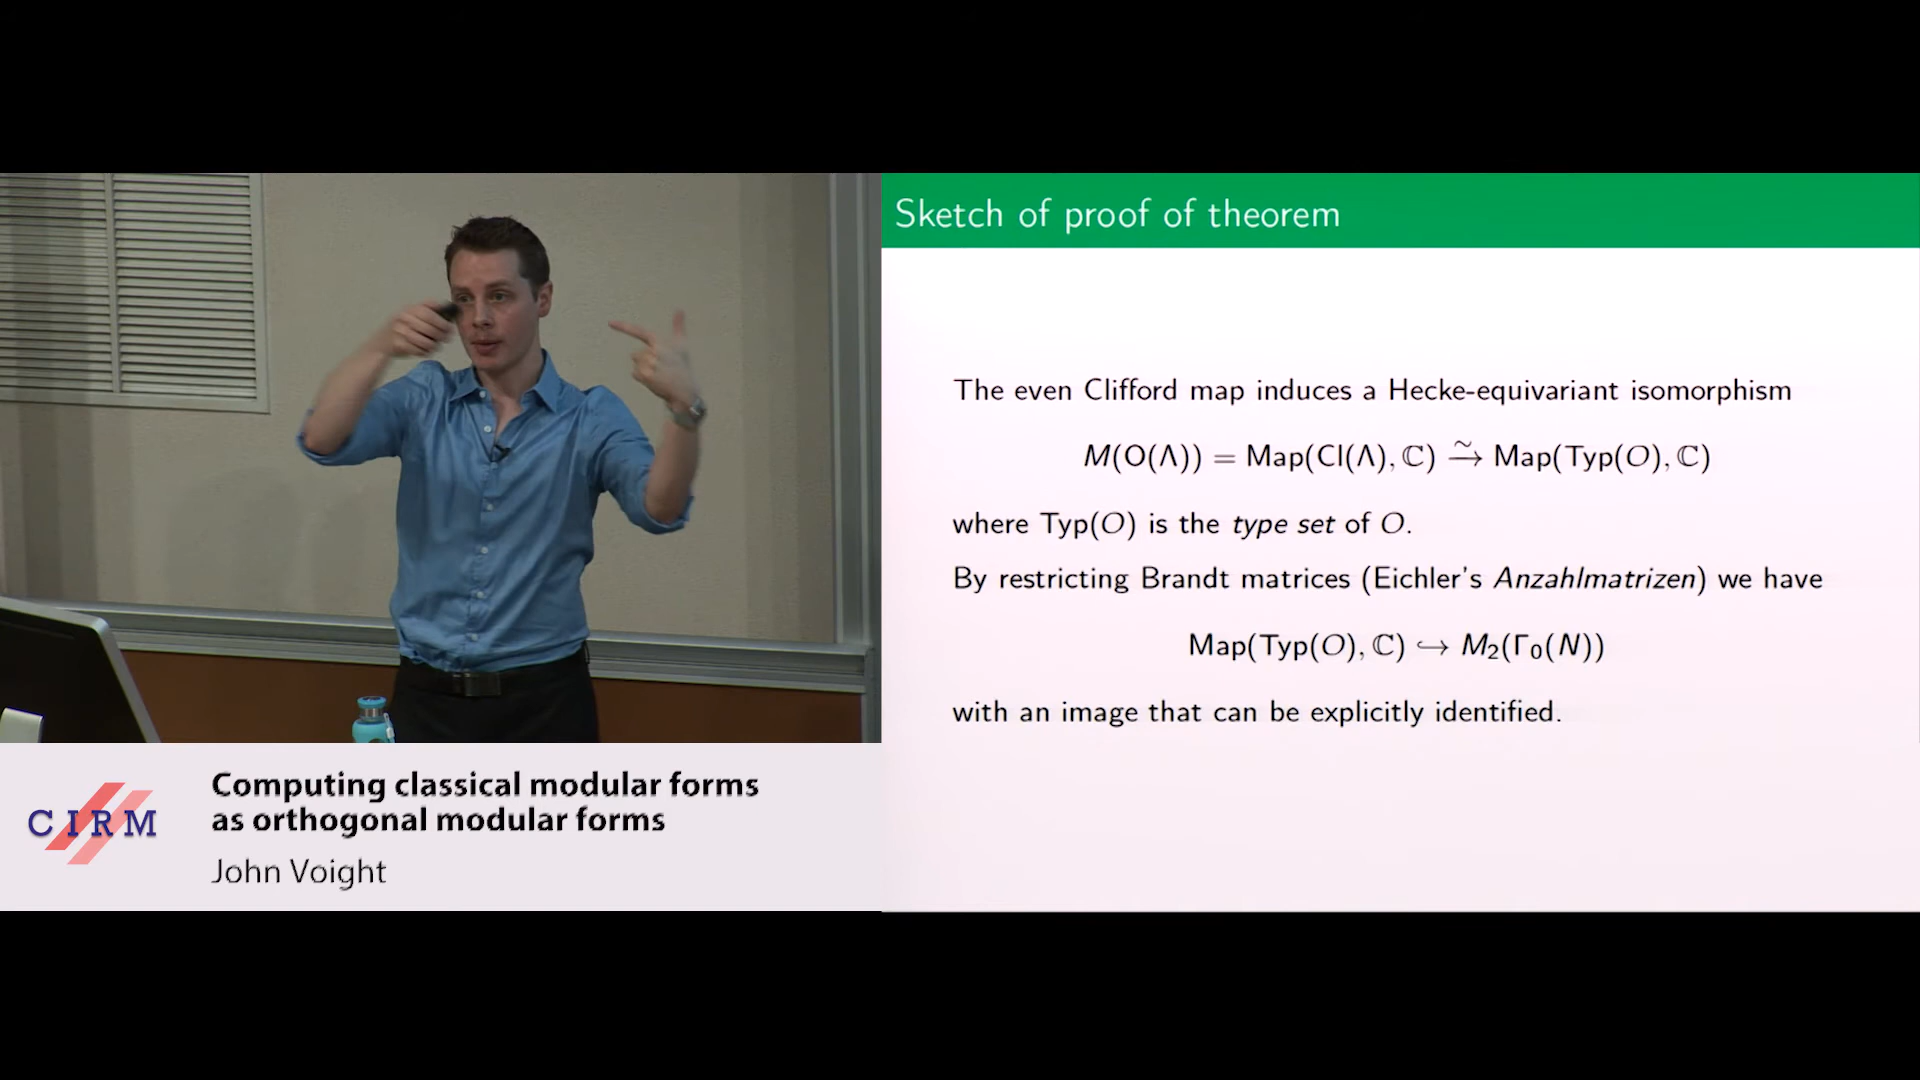 Sketch of proof of theorem
The even Clifford map induces a Hecke-equivariant isomorphism
M(O(Λ)) = Map(Cl(Λ), ℂ) ⥲ Map(Typ(O), ℂ)
where Typ(O) is the type set of O.
By restricting Brandt matrices (Eichler's Anzahlmatrizen) we have
Map(Typ(O), ℂ) ↪ M₂(Γ₀(N))
with an image that can be explicitly identified.
CIRM
Computing classical modular forms
as orthogonal modular forms
John Voight